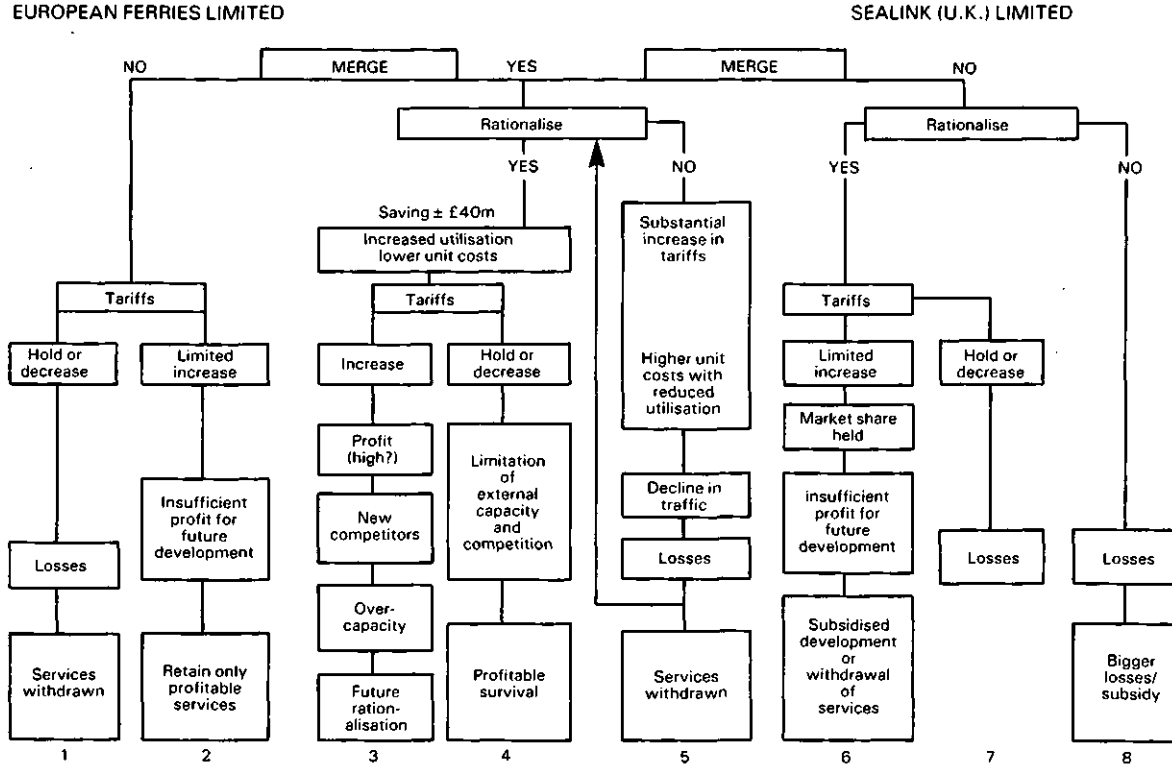 EUROPEAN FERRIES LIMITED
SEALINK (U.K.) LIMITED
NO
MERGE
YES
MERGE
NO
Rationalise
Rationalise
YES
NO
YES
NO
Saving ± £40m
Increased utilisation
lower unit costs
Substantial
increase in
tariffs
Higher unit
costs with
reduced
utilisation
Tariffs
Tariffs
Tariffs
Hold or
decrease
Limited
increase
Increase
Hold or
decrease
Limited
increase
Hold or
decrease
Market share
held
Profit
(high?)
Limitation
of
external
capacity
and
competition
Decline in
traffic
Insufficient
profit for
future
development
New
competitors
insufficient
profit for
future
development
Losses
Losses
Losses
Losses
Over-
capacity
Services
withdrawn
Retain only
profitable
services
Future
ration-
alisation
Profitable
survival
Services
withdrawn
Subsidised
development
or
withdrawal
of
services
Bigger
losses/
subsidy
1
2
3
4
5
6
7
8